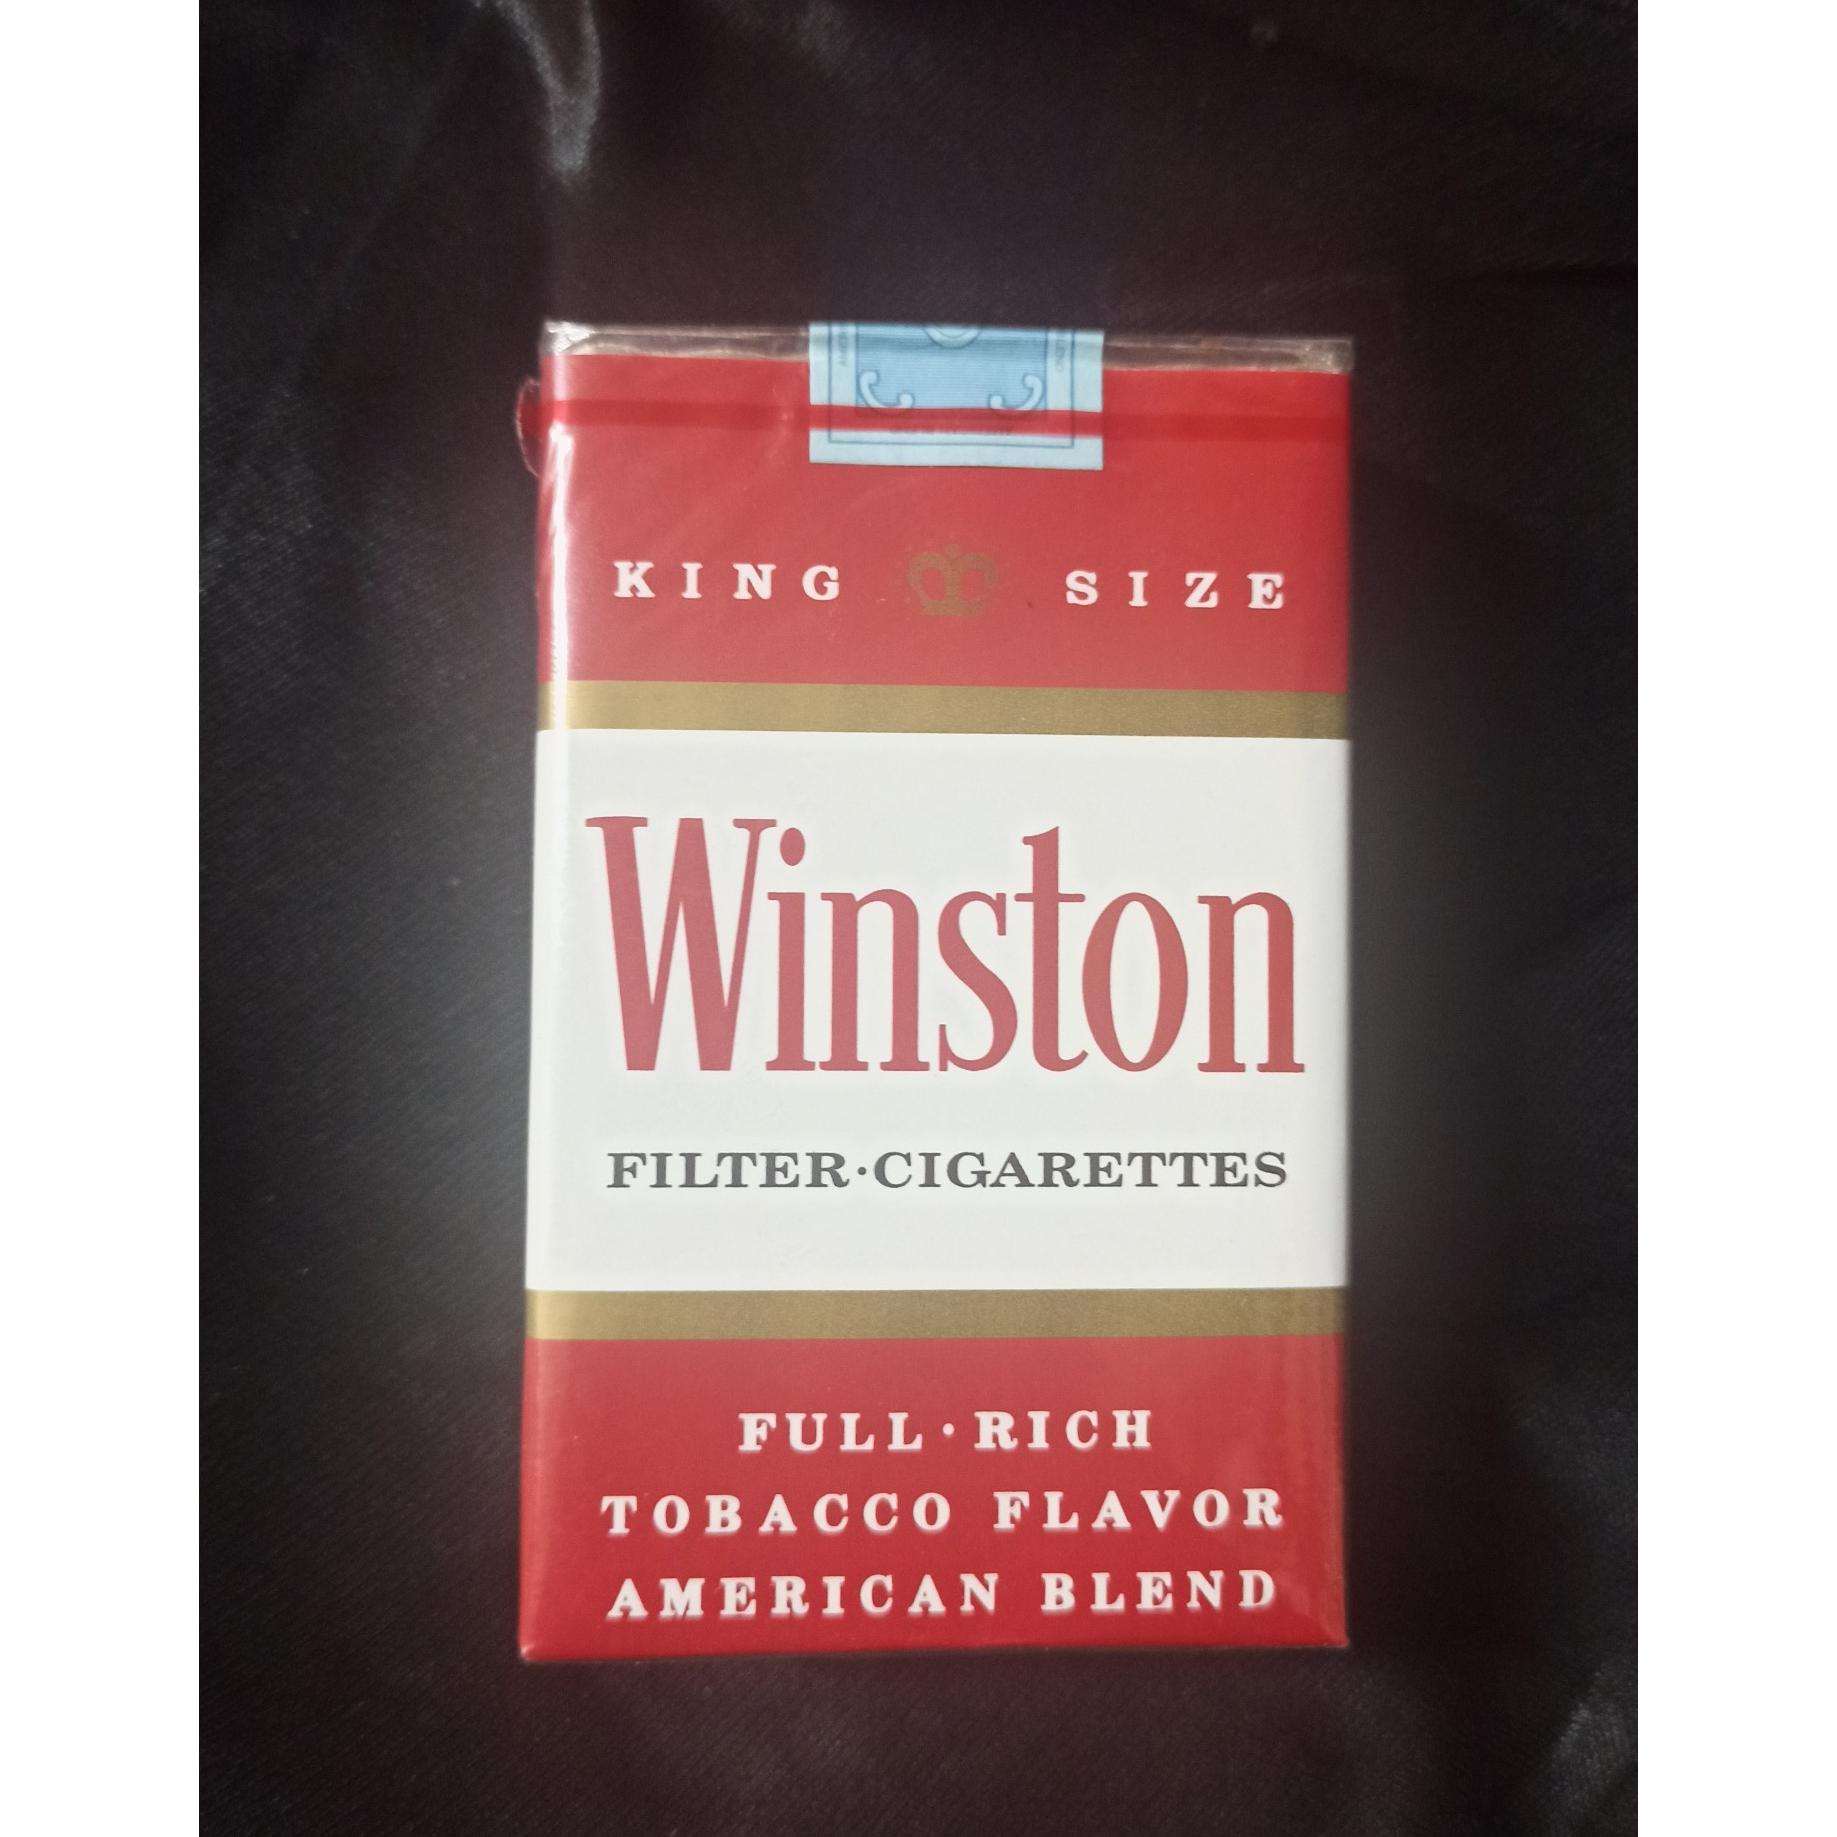 KING SIZE
Winston
FILTER·CIGARETTES
FULL·RICH
TOBACCO FLAVOR
AMERICAN BLEND